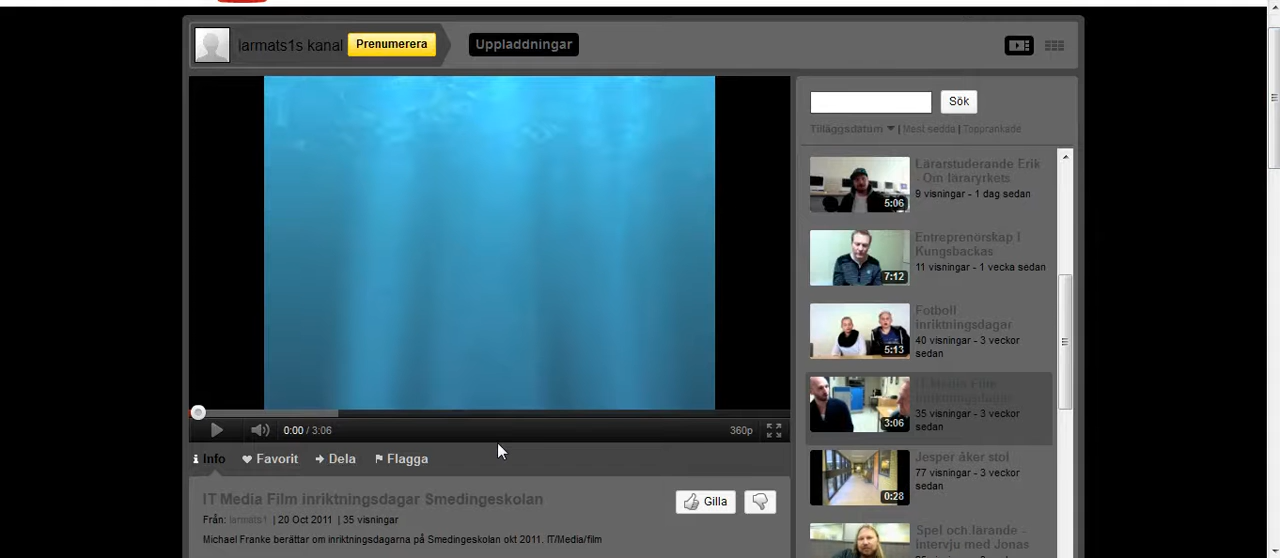 larmats1s kanal
Prenumerera
Uppladdningar
Sök
Tilläggsdatum | Mest sedda | Topprankade
Lärarstuderande Erik
- Om läraryrkets
9 visningar - 1 dag sedan
5:06
Entreprenörskap I
Kungsbackas
11 visningar - 1 vecka sedan
7:12
Fotboll
inriktningsdagar
40 visningar - 3 veckor
sedan
5:13
IT Media Film
inriktningsdagar
35 visningar - 3 veckor
sedan
3:06
Jesper åker stol
77 visningar - 3 veckor
sedan
0:28
Spel och lärande -
intervju med Jonas
0:00 / 3:06
360p
Info
Favorit
Dela
Flagga
IT Media Film inriktningsdagar Smedingeskolan
Gilla
Från: larmats1 | 20 Oct 2011 | 35 visningar
Michael Franke berättar om inriktningsdagarna på Smedingeskolan okt 2011. IT/Media/film